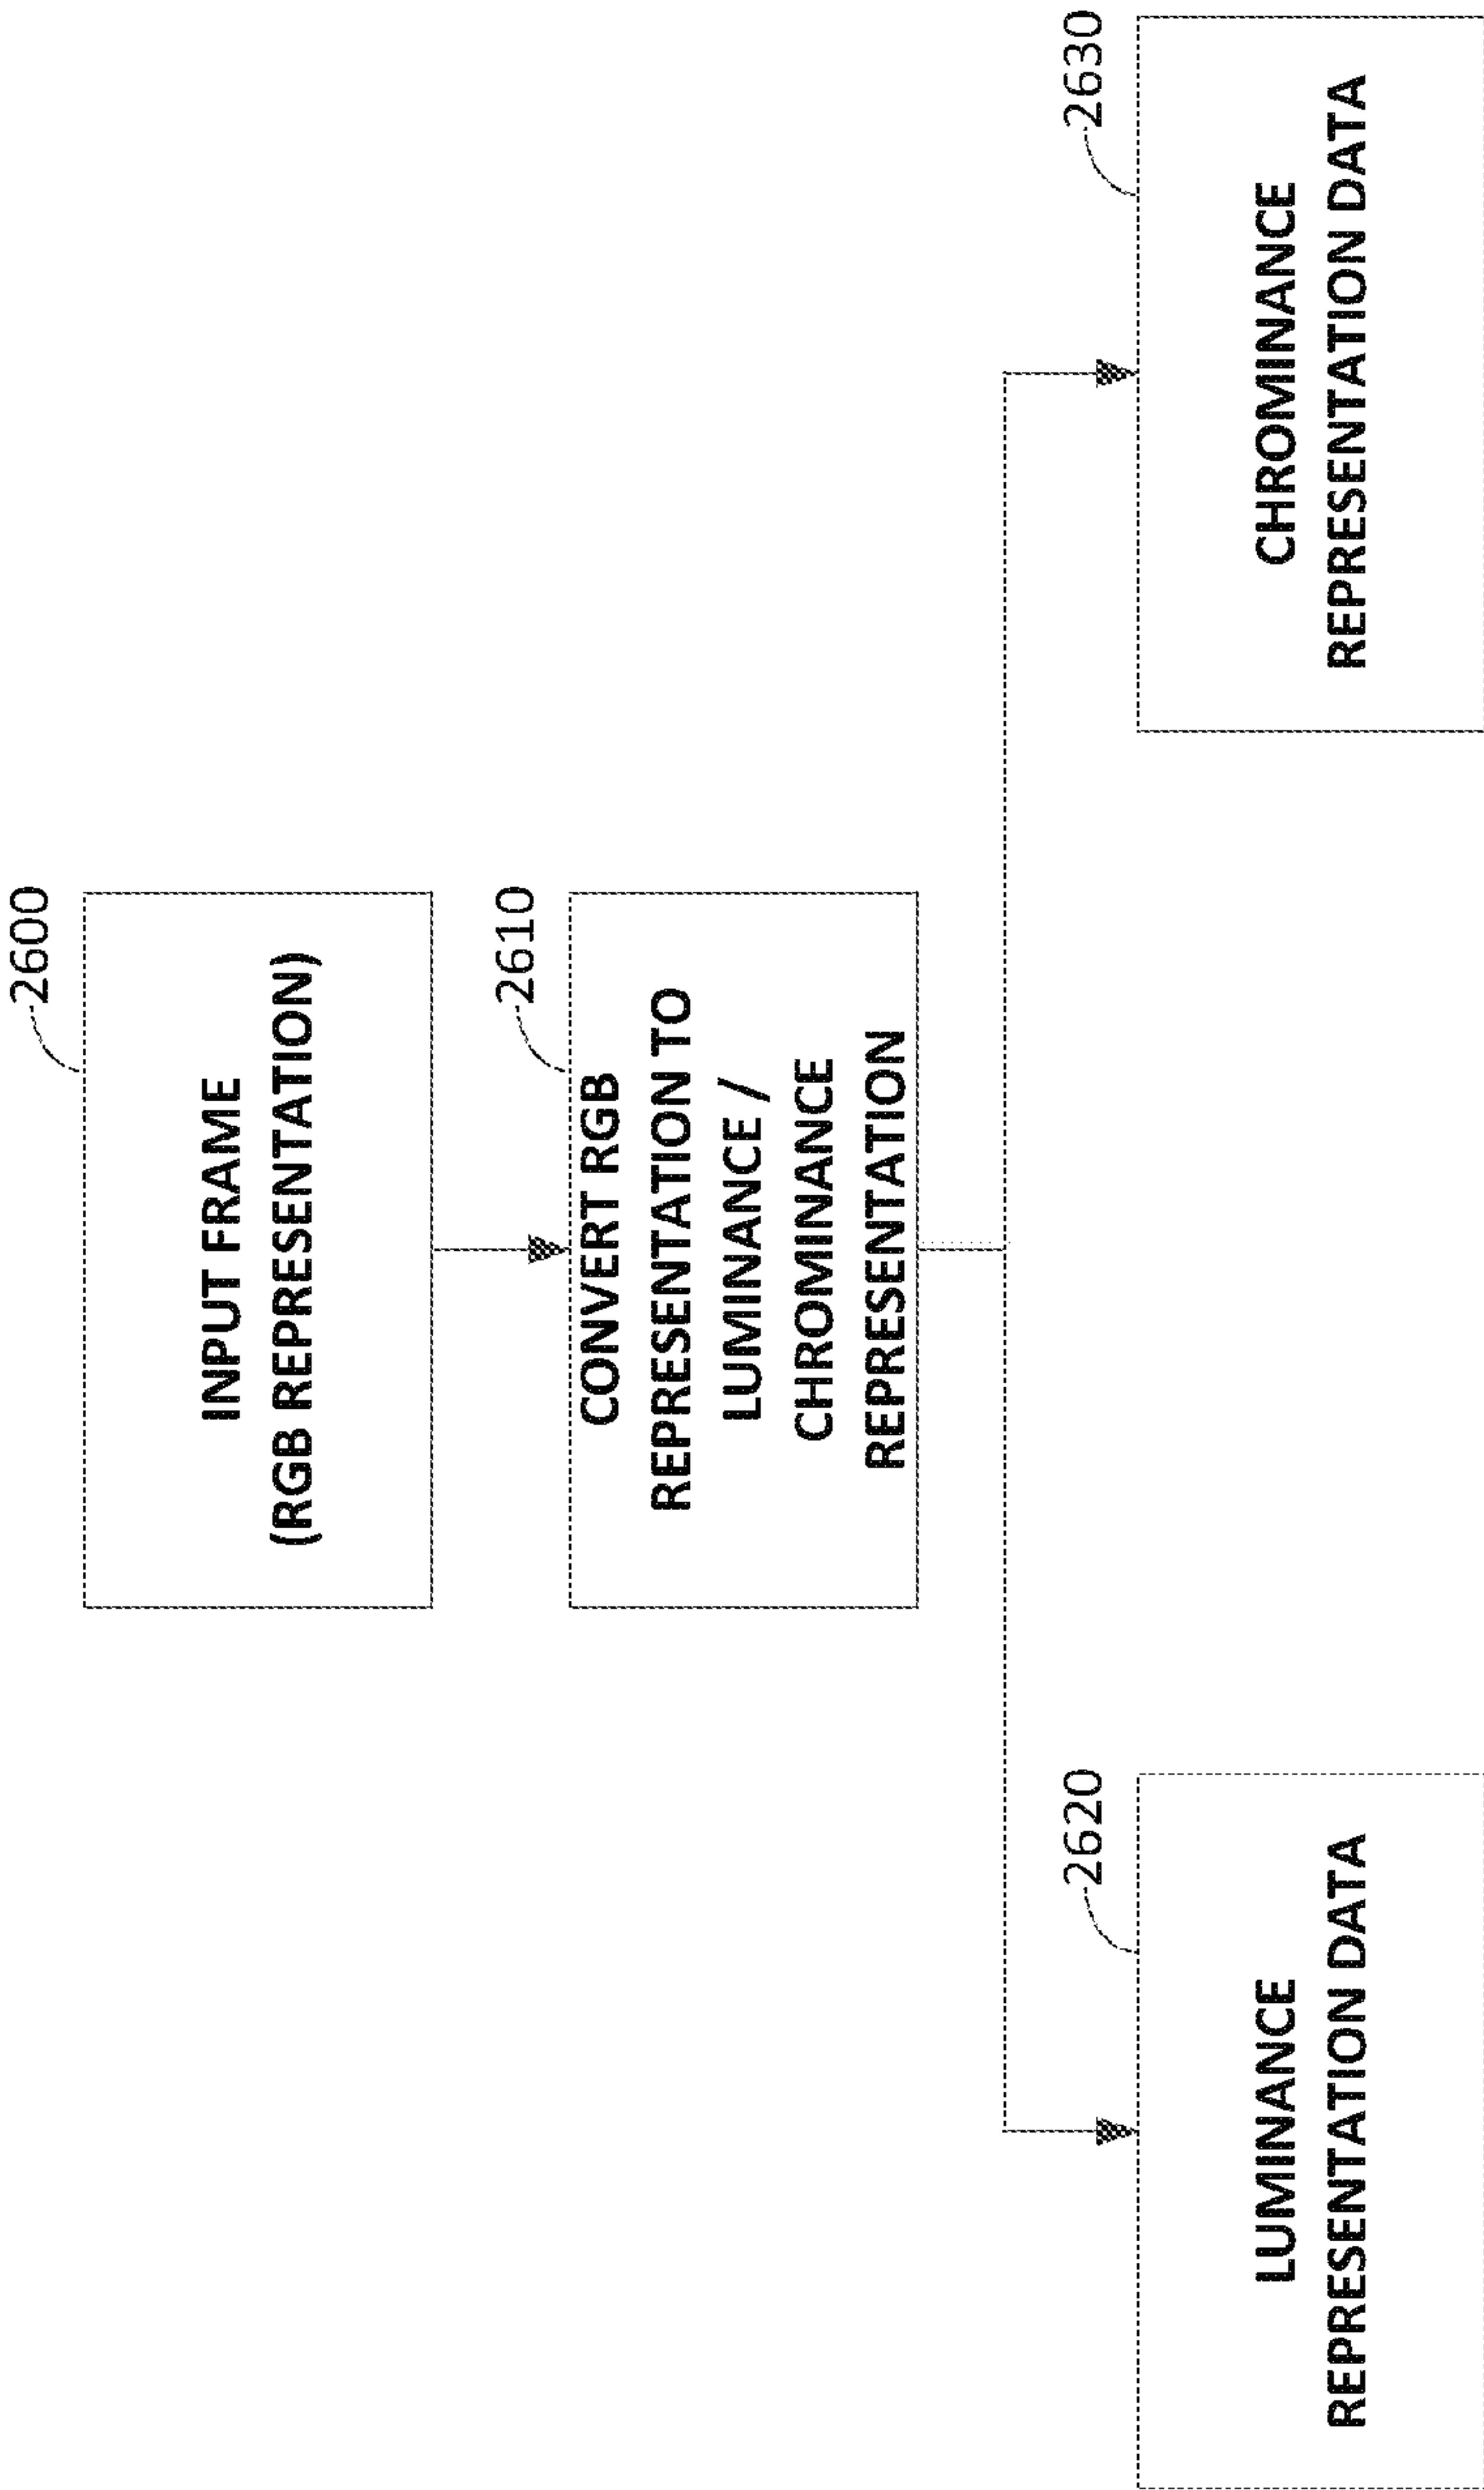 2600
INPUT FRAME
(RGB REPRESENTATION)
2610
CONVERT RGB
REPRESENTATION TO
LUMINANCE /
CHROMINANCE
REPRESENTATION
2620
LUMINANCE
REPRESENTATION DATA
2630
CHROMINANCE
REPRESENTATION DATA